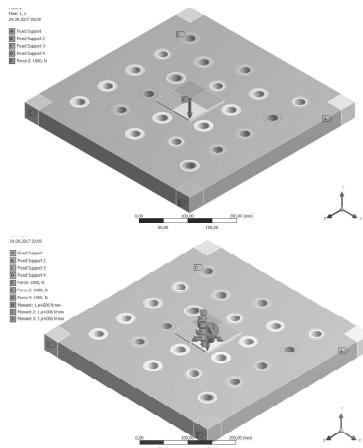 Time: 1, s
24.09.2017 20:09
A Fixed Support
B Fixed Support 2
C Fixed Support 3
D Fixed Support 4
E Force 2: 1000, N
0,00 100,00 200,00 (mm)
50,00 150,00
24.09.2017 20:09
A Fixed Support
B Fixed Support 2
C Fixed Support 3
D Fixed Support 4
E Force: 1000, N
F Force 2: 1000, N
G Force 3: 1000, N
H Moment: 1,e+006 N·mm
I Moment 2: 1,e+006 N·mm
J Moment 3: 1,e+006 N·mm
0,00 100,00 200,00 (mm)